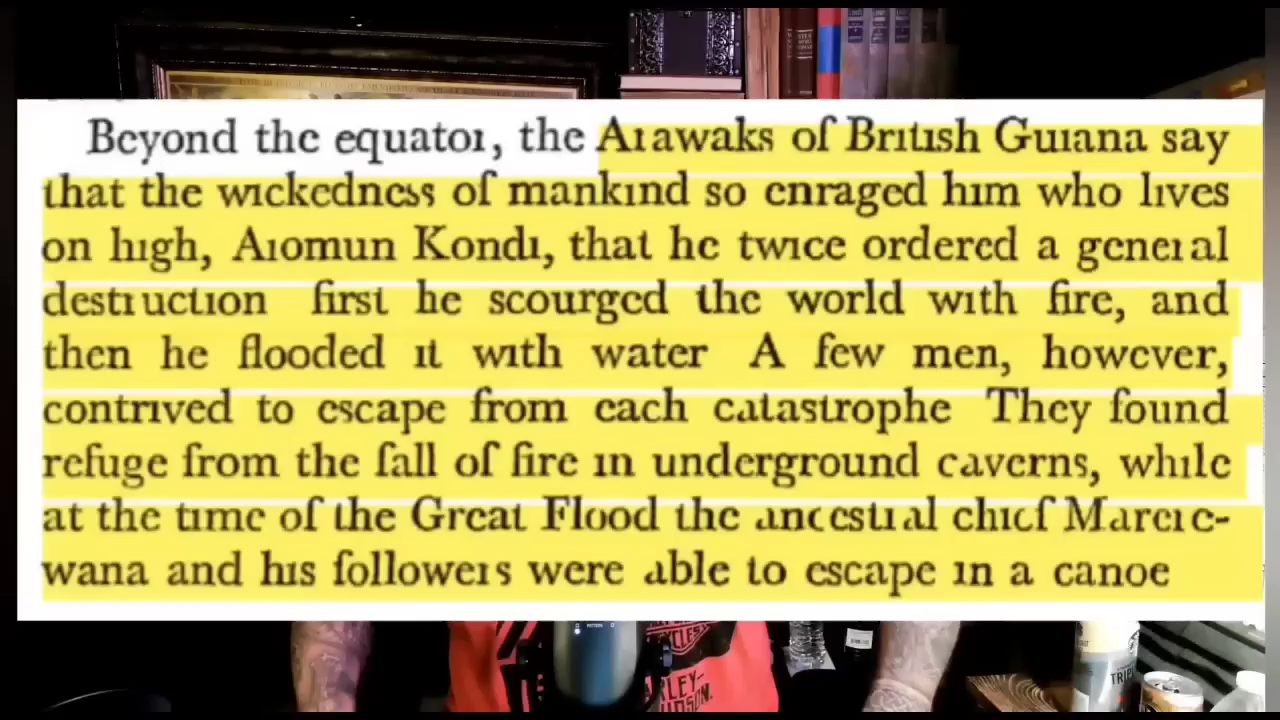 Beyond the equator, the Arawaks of British Guiana say
that the wickedness of mankind so enraged him who lives
on high, Aiomun Kondi, that he twice ordered a general
destruction first he scourged the world with fire, and
then he flooded it with water A few men, however,
contrived to escape from each catastrophe They found
refuge from the fall of fire in underground caverns, while
at the time of the Great Flood the ancestral chief Marere-
wana and his followers were able to escape in a canoe
PATTERN
TRIP